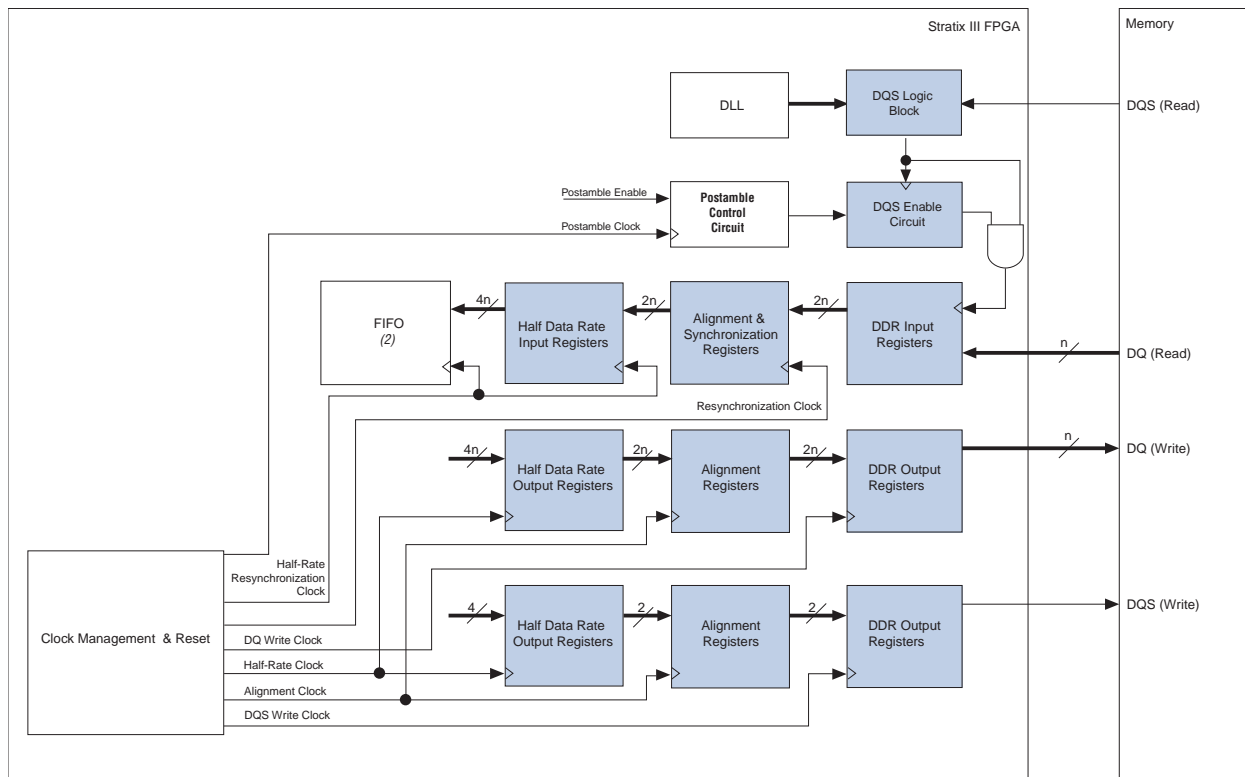 Stratix III FPGA
Memory
DLL
DQS Logic
Block
DQS (Read)
Postamble Enable
Postamble Clock
Postamble
Control
Circuit
DQS Enable
Circuit
FIFO
(2)
4n
Half Data Rate
Input Registers
2n
Alignment &
Synchronization
Registers
2n
DDR Input
Registers
n
DQ (Read)
Resynchronization Clock
4n
Half Data Rate
Output Registers
2n
Alignment
Registers
2n
DDR Output
Registers
n
DQ (Write)
Clock Management & Reset
Half-Rate
Resynchronization
Clock
DQ Write Clock
Half-Rate Clock
Alignment Clock
DQS Write Clock
4
Half Data Rate
Output Registers
2
Alignment
Registers
2
DDR Output
Registers
DQS (Write)